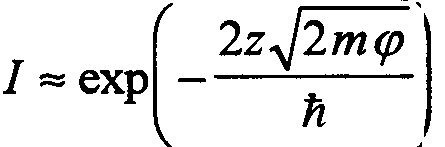 I ≈ exp(−2z√(2mφ)/ħ)